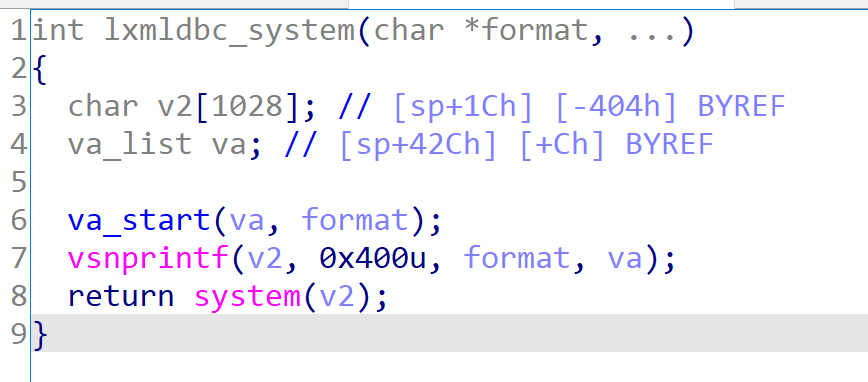 1 int lxmldbc_system(char *format, ...)
2 {
3   char v2[1028]; // [sp+1Ch] [-404h] BYREF
4   va_list va; // [sp+42Ch] [+Ch] BYREF
5
6   va_start(va, format);
7   vsnprintf(v2, 0x400u, format, va);
8   return system(v2);
9 }